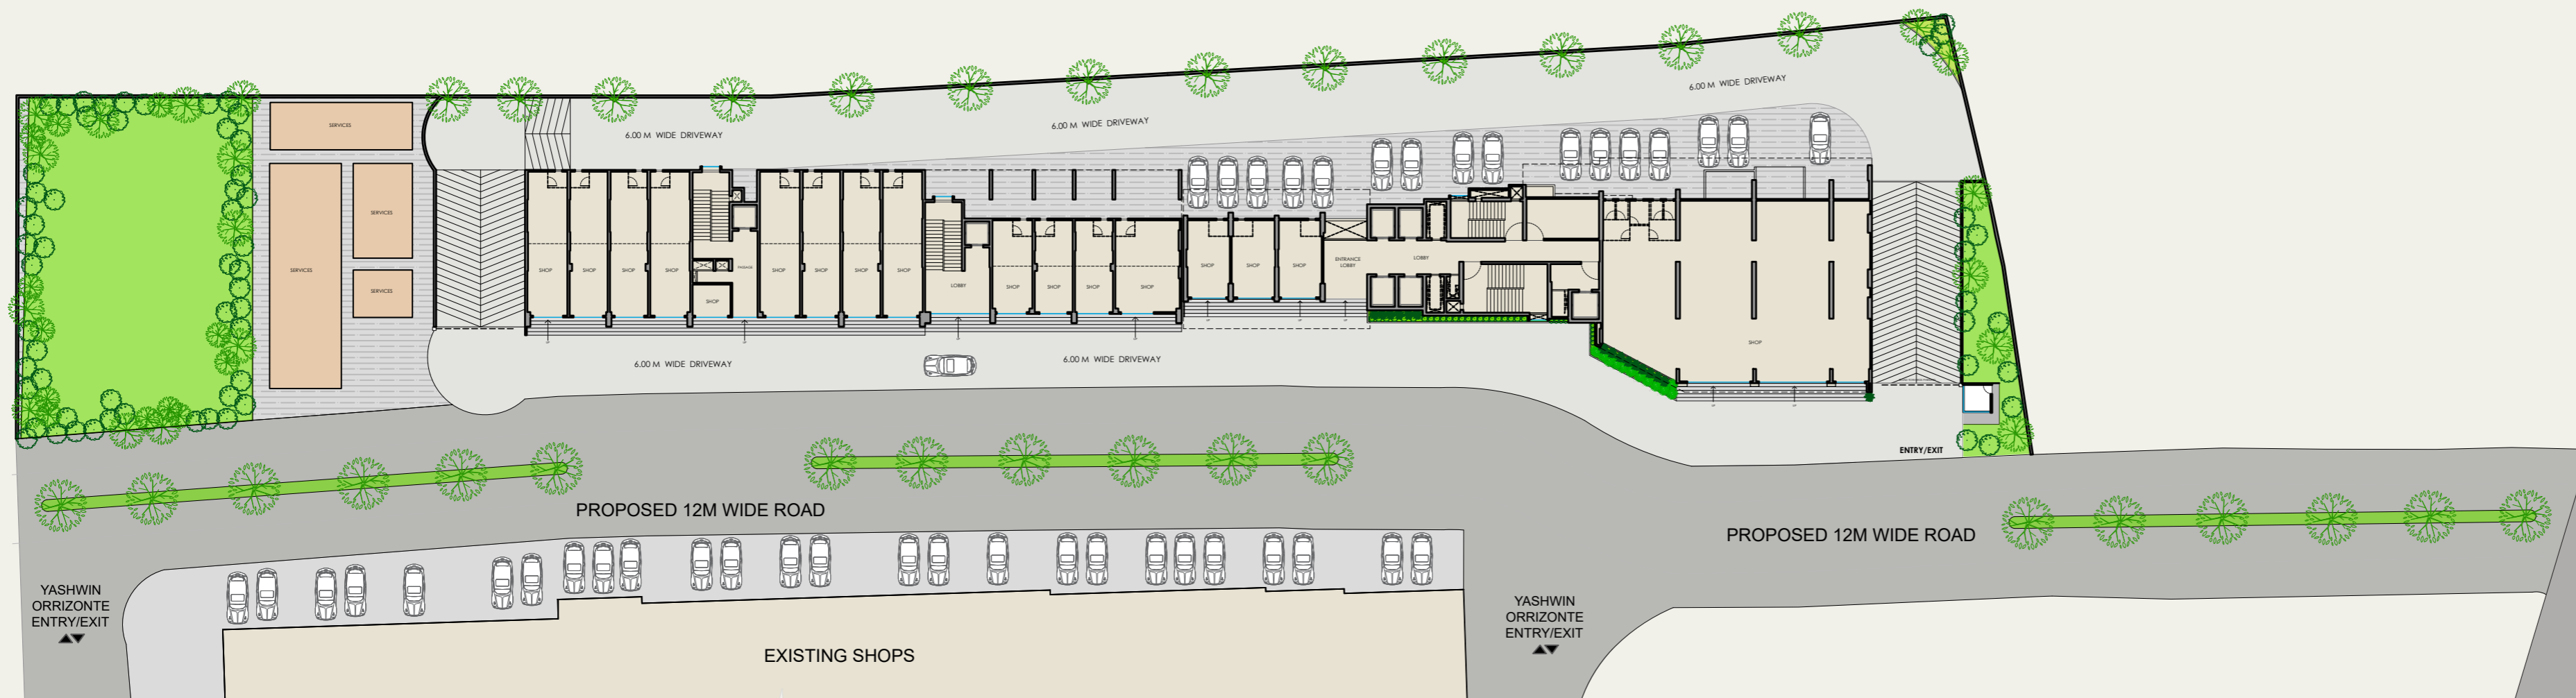 6.00 M WIDE DRIVEWAY
6.00 M WIDE DRIVEWAY
6.00 M WIDE DRIVEWAY
SERVICES
SERVICES
SERVICES
SERVICES
SHOP
SHOP
SHOP
SHOP
SHOP
PASSAGE
SHOP
SHOP
SHOP
SHOP
LOBBY
SHOP
SHOP
SHOP
SHOP
SHOP
SHOP
SHOP
ENTRANCE
LOBBY
LOBBY
SHOP
6.00 M WIDE DRIVEWAY
6.00 M WIDE DRIVEWAY
ENTRY/EXIT
PROPOSED 12M WIDE ROAD
PROPOSED 12M WIDE ROAD
YASHWIN
ORRIZONTE
ENTRY/EXIT
YASHWIN
ORRIZONTE
ENTRY/EXIT
EXISTING SHOPS